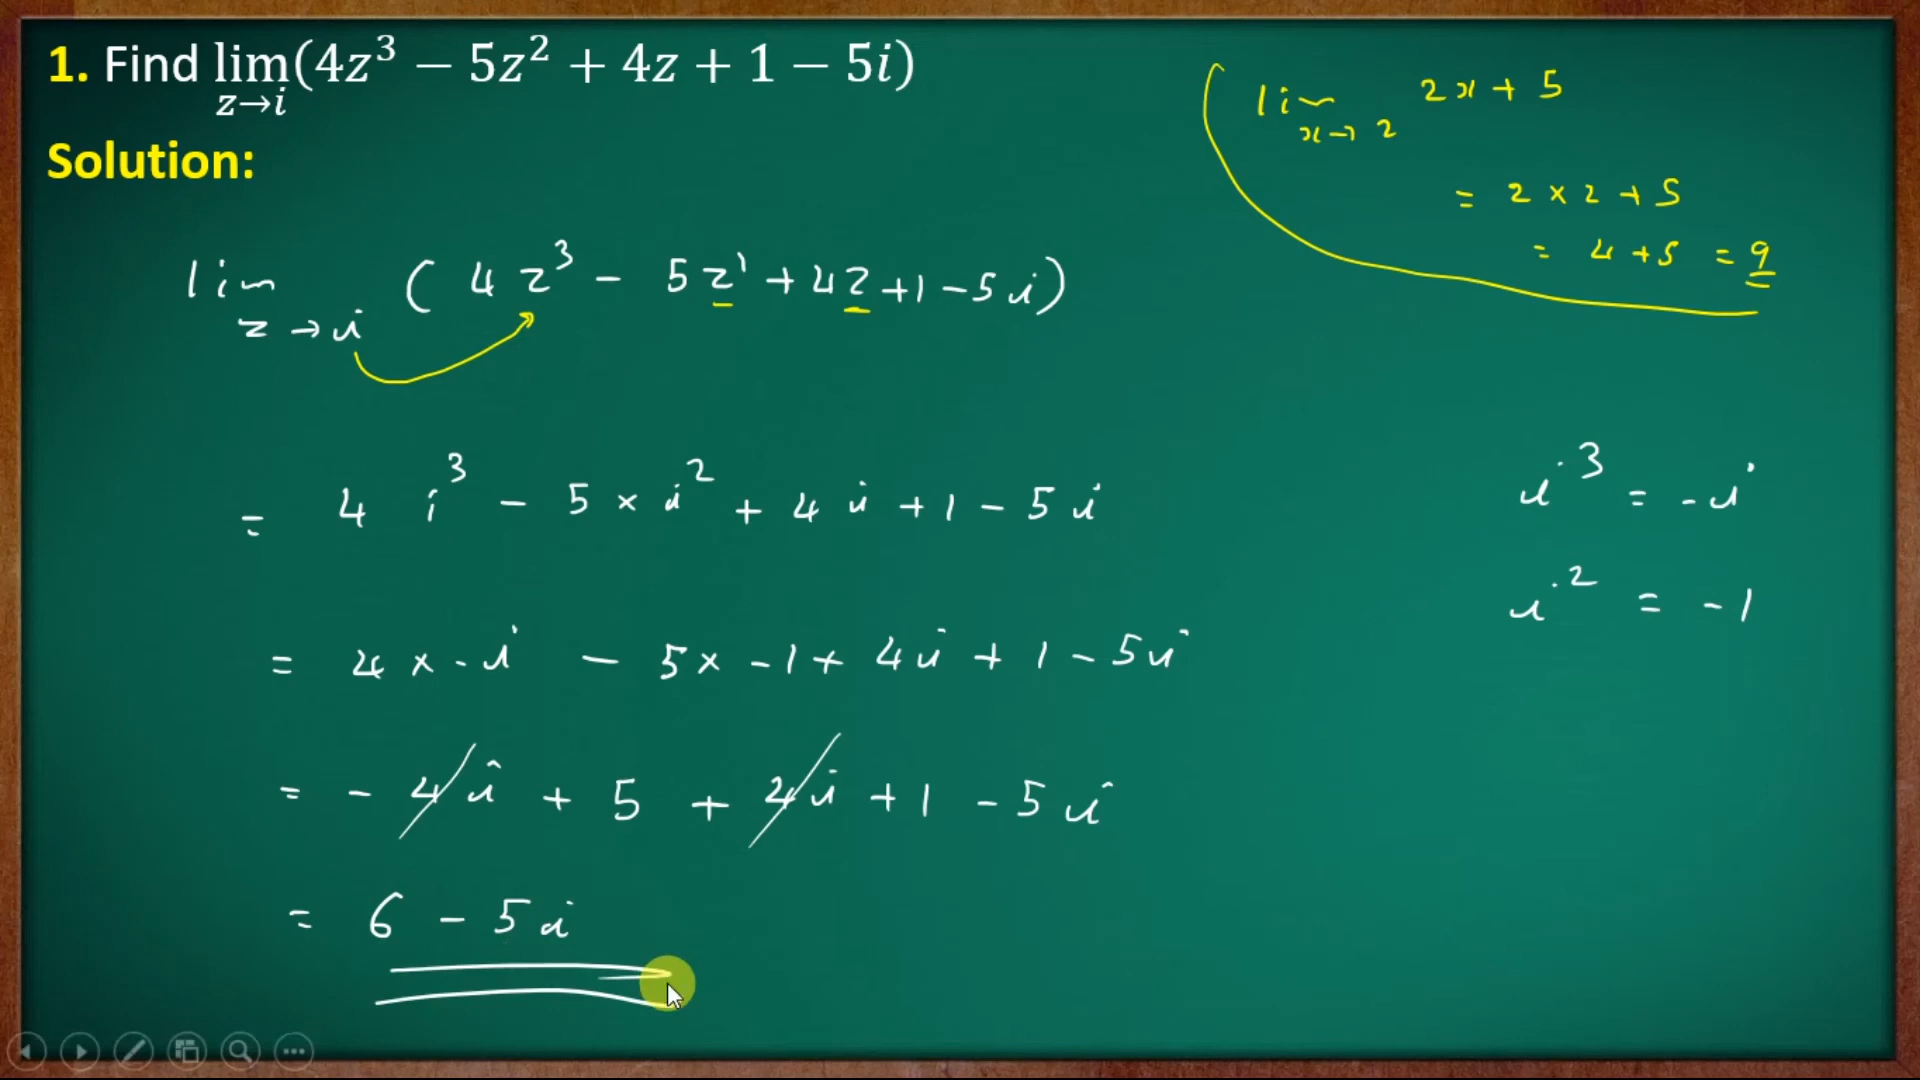 1. Find lim(4z³ − 5z² + 4z + 1 − 5i)
z→i
Solution:
lim 2x + 5
x→2
= 2 × 2 + 5
= 4 + 5 = 9
lim ( 4z³ − 5z¹ + 4z + 1 − 5i)
z → i
= 4 i³ − 5 × i² + 4i + 1 − 5i
i³ = -i
i² = -1
= 4 × -i − 5 × -1 + 4i + 1 − 5i
= − 4i + 5 + 4i + 1 − 5i
= 6 − 5i